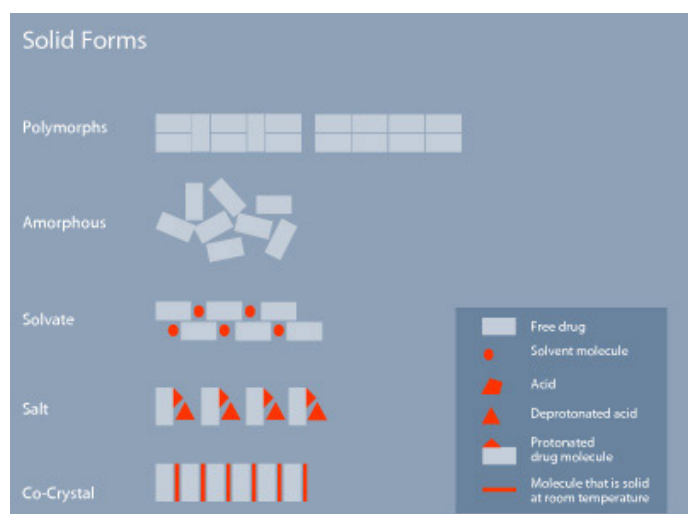 Solid Forms
Polymorphs
Amorphous
Solvate
Salt
Co-Crystal
Free drug
Solvent molecule
Acid
Deprotonated acid
Protonated
drug molecule
Molecule that is solid
at room temperature